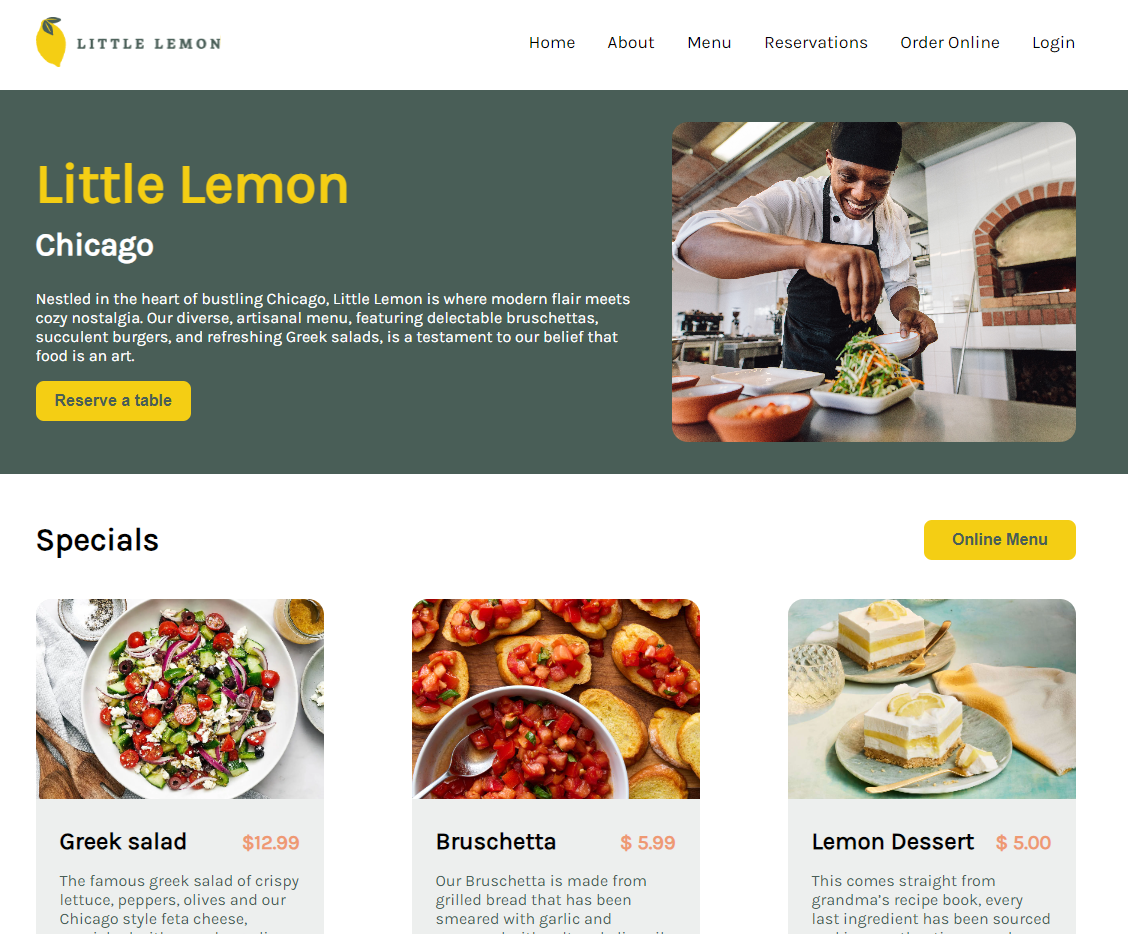 LITTLE LEMON
Home About Menu Reservations Order Online Login
Little Lemon
Chicago
Nestled in the heart of bustling Chicago, Little Lemon is where modern flair meets
cozy nostalgia. Our diverse, artisanal menu, featuring delectable bruschettas,
succulent burgers, and refreshing Greek salads, is a testament to our belief that
food is an art.
Reserve a table
Specials
Online Menu
Greek salad $12.99
The famous greek salad of crispy
lettuce, peppers, olives and our
Chicago style feta cheese,
Bruschetta $ 5.99
Our Bruschetta is made from
grilled bread that has been
smeared with garlic and
Lemon Dessert $ 5.00
This comes straight from
grandma's recipe book, every
last ingredient has been sourced